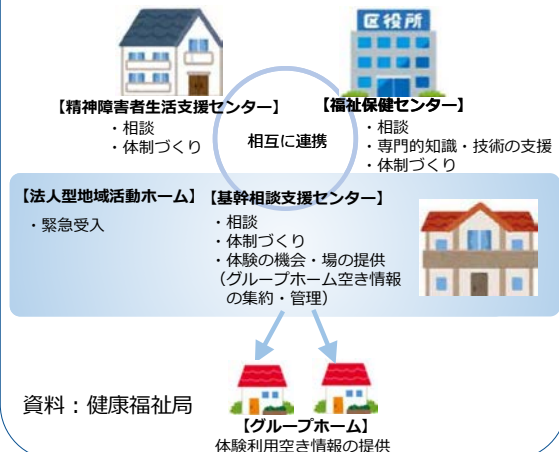 区役所
【精神障害者生活支援センター】
・相談
・体制づくり
相互に連携
【福祉保健センター】
・相談
・専門的知識・技術の支援
・体制づくり
【法人型地域活動ホーム】
・緊急受入
【基幹相談支援センター】
・相談
・体制づくり
・体験の機会・場の提供
（グループホーム空き情報
の集約・管理）
資料：健康福祉局
【グループホーム】
体験利用空き情報の提供